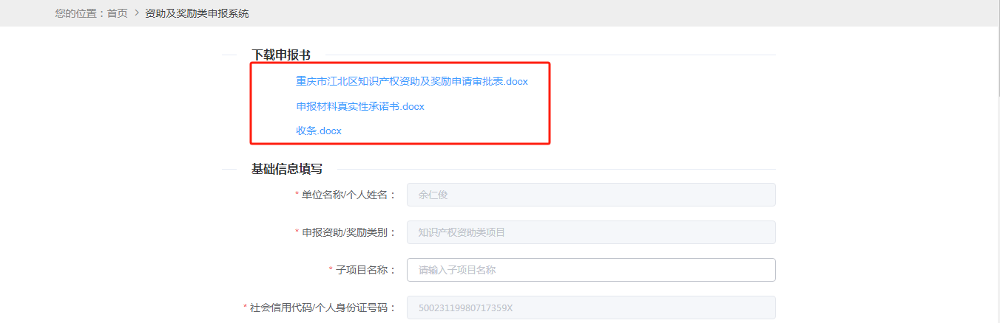 您的位置：首页 > 资助及奖励类申报系统
下载申报书
重庆市江北区知识产权资助及奖励申请审批表.docx
申报材料真实性承诺书.docx
收条.docx
基础信息填写
* 单位名称/个人姓名： 余仁俊
* 申报资助/奖励类别： 知识产权资助类项目
* 子项目名称： 请输入子项目名称
* 社会信用代码/个人身份证号码： 50023119980717359X